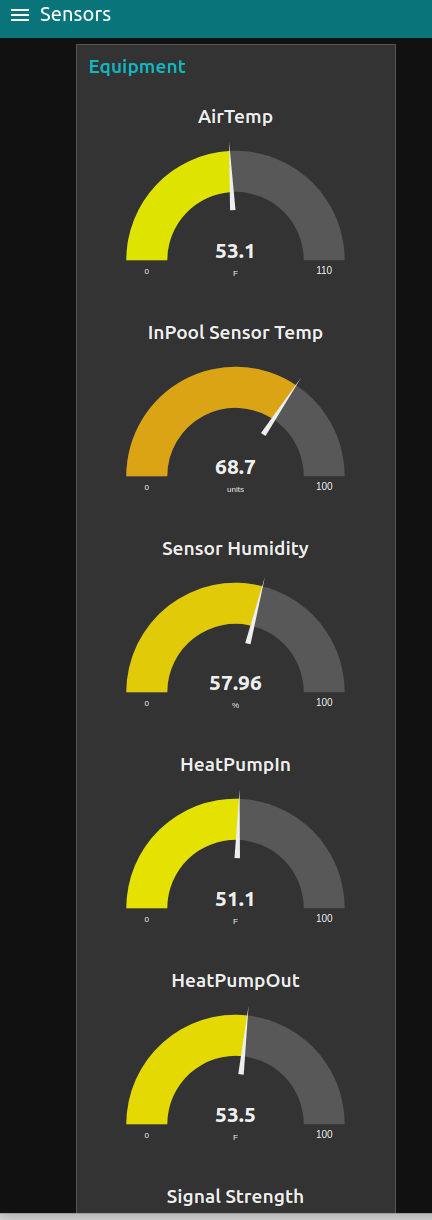 Sensors
Equipment
AirTemp
53.1
0 F 110
InPool Sensor Temp
68.7
0 units 100
Sensor Humidity
57.96
0 % 100
HeatPumpIn
51.1
0 F 100
HeatPumpOut
53.5
0 F 100
Signal Strength